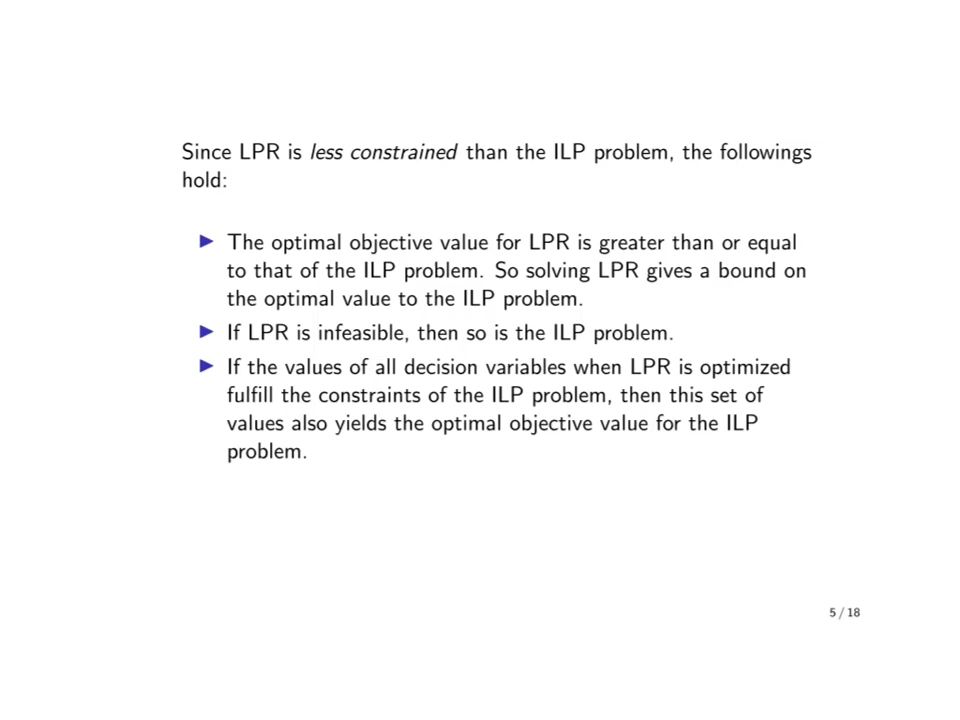 Since LPR is less constrained than the ILP problem, the followings
hold:
▶ The optimal objective value for LPR is greater than or equal
to that of the ILP problem. So solving LPR gives a bound on
the optimal value to the ILP problem.
▶ If LPR is infeasible, then so is the ILP problem.
▶ If the values of all decision variables when LPR is optimized
fulfill the constraints of the ILP problem, then this set of
values also yields the optimal objective value for the ILP
problem.
5 / 18